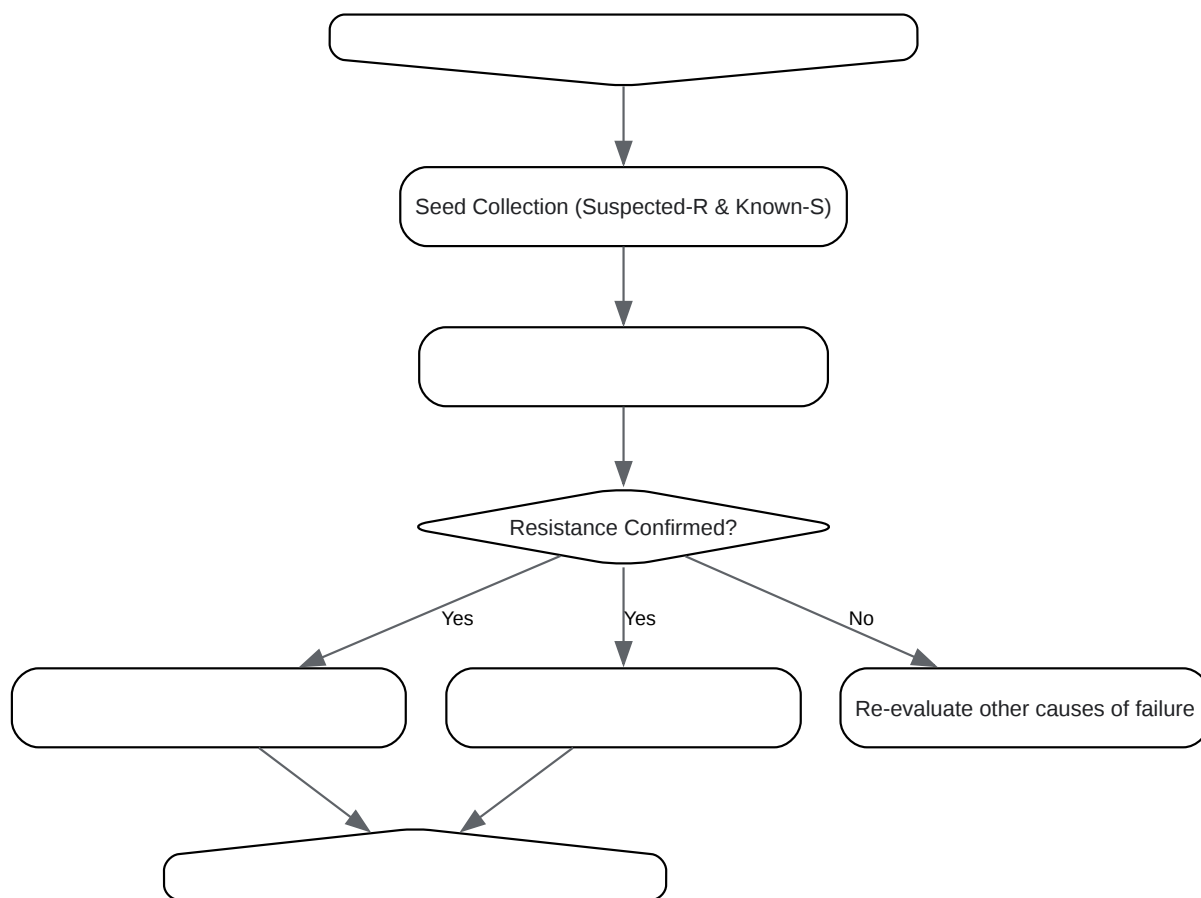 Seed Collection (Suspected-R & Known-S)
Resistance Confirmed?
Yes
Yes
No
Re-evaluate other causes of failure